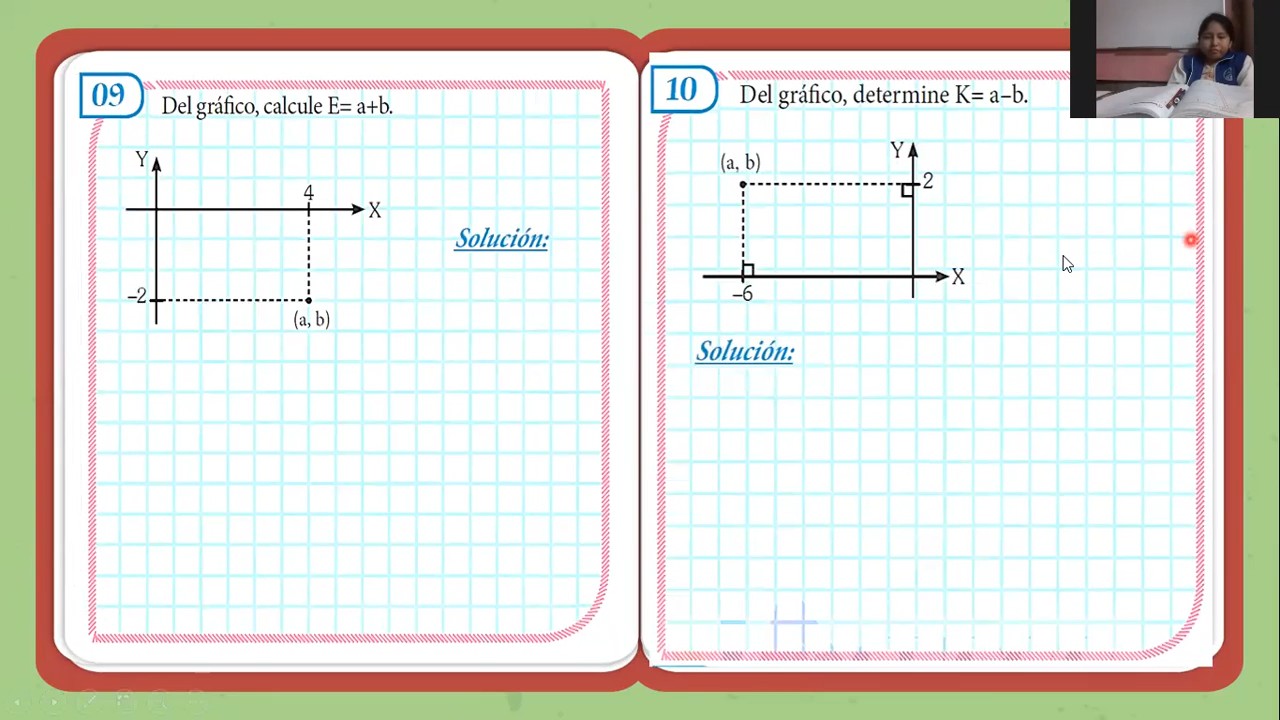 09
Del gráfico, calcule E= a+b.
Y
4
X
Solución:
–2
(a, b)
10
Del gráfico, determine K= a–b.
(a, b)
Y
2
X
–6
Solución: